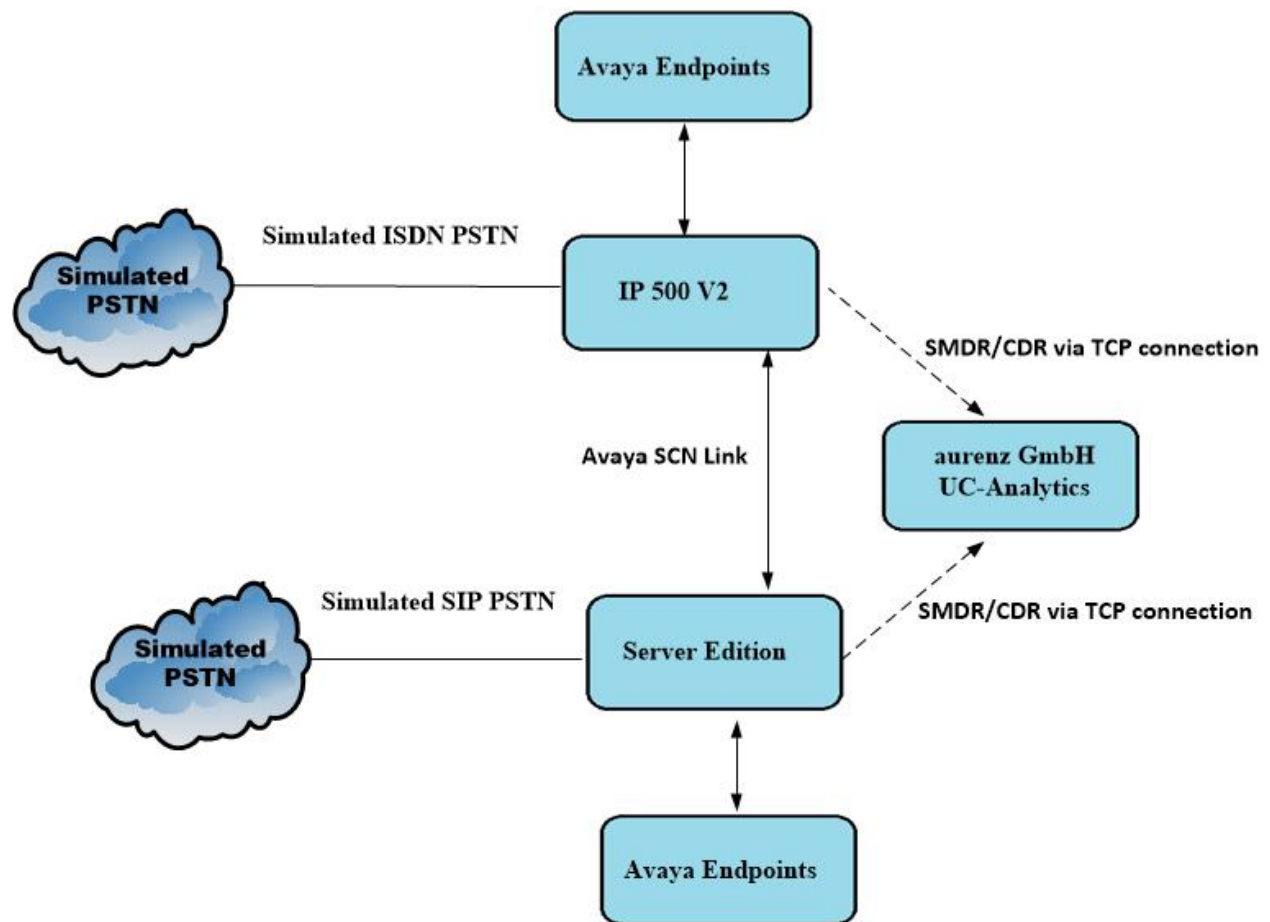 Avaya Endpoints
Simulated ISDN PSTN
Simulated
PSTN
IP 500 V2
SMDR/CDR via TCP connection
Avaya SCN Link
aurenz GmbH
UC-Analytics
Simulated SIP PSTN
SMDR/CDR via TCP connection
Simulated
PSTN
Server Edition
Avaya Endpoints